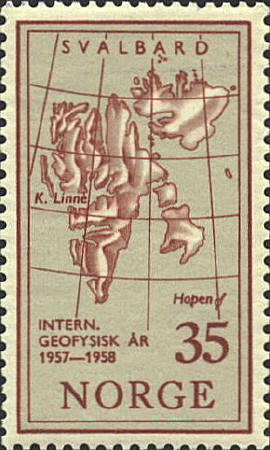 SVALBARD
K. Linné
Hopen
INTERN.
GEOFYSISK ÅR
1957—1958
35
NORGE